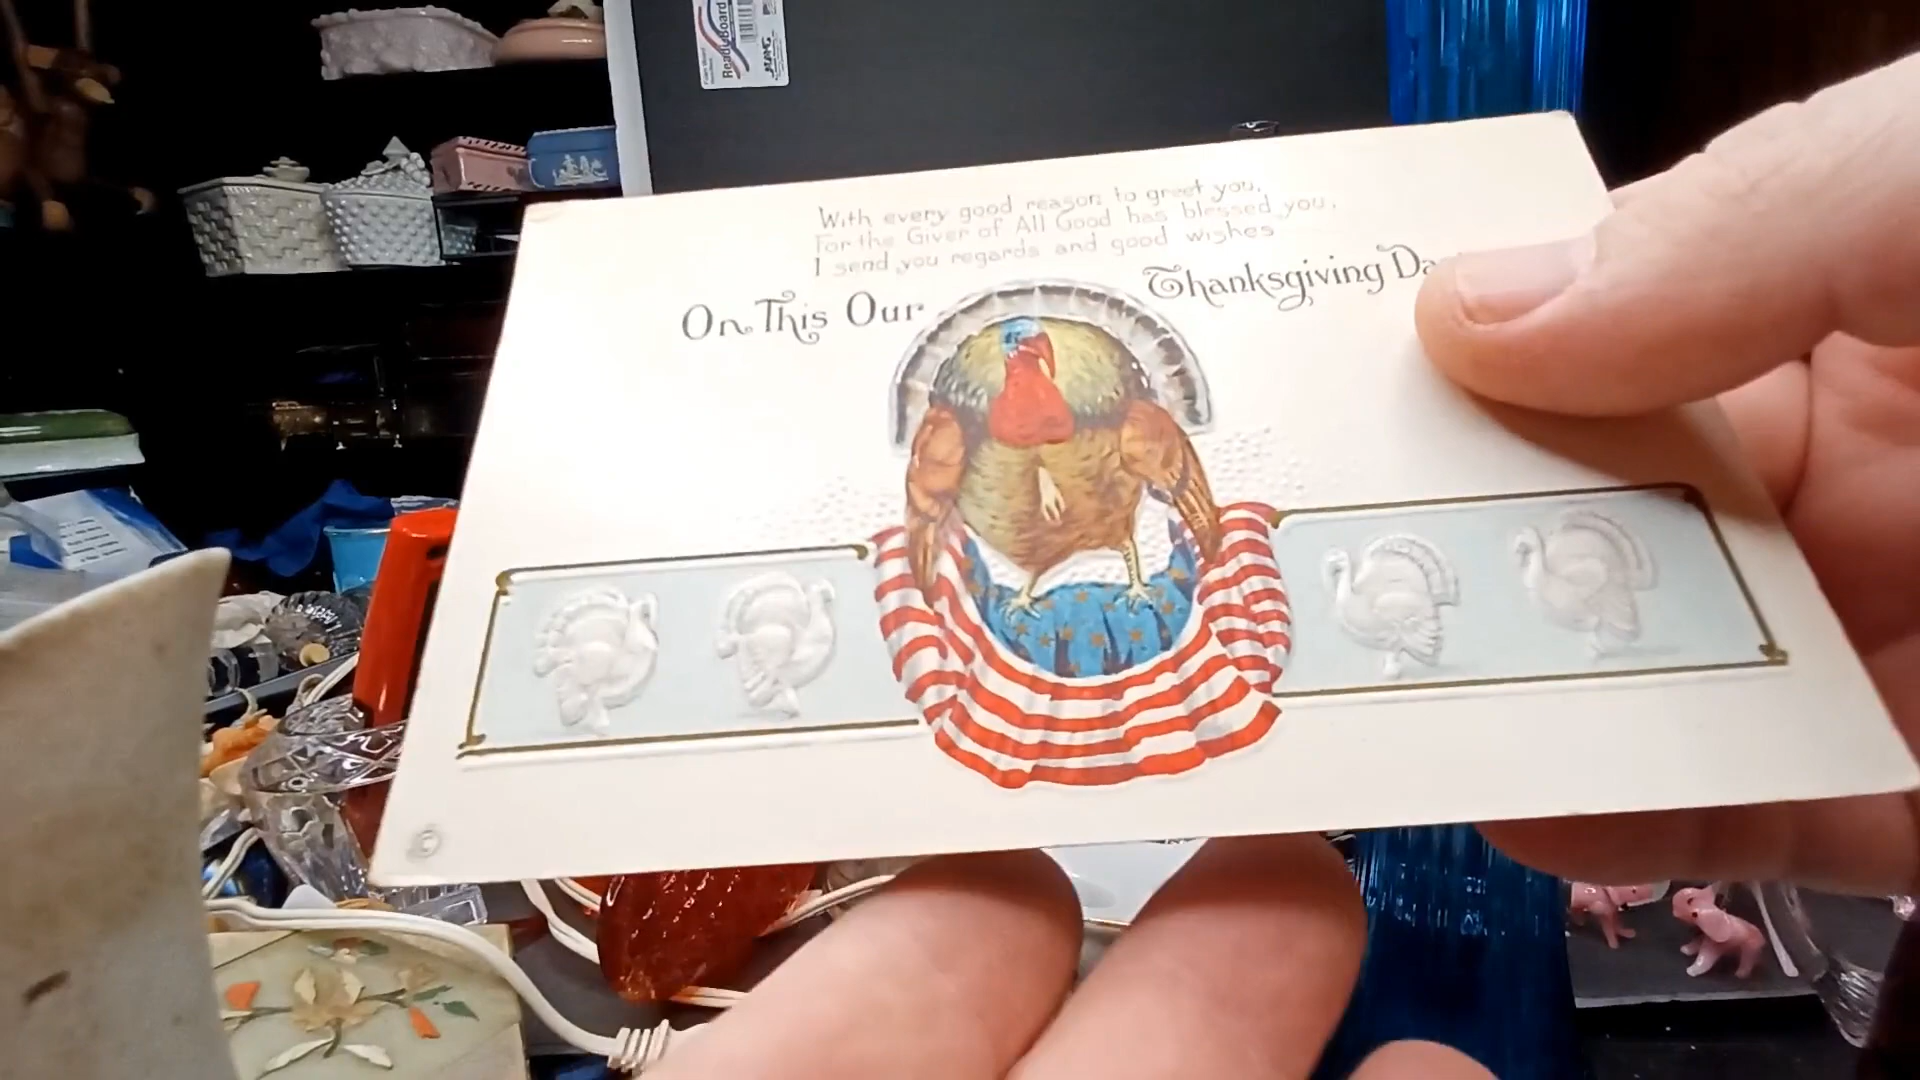 ReadyBoard
With every good reason to greet you.
For the Giver of All Good has blessed you.
I send you regards and good wishes
On This Our Thanksgiving Da
©